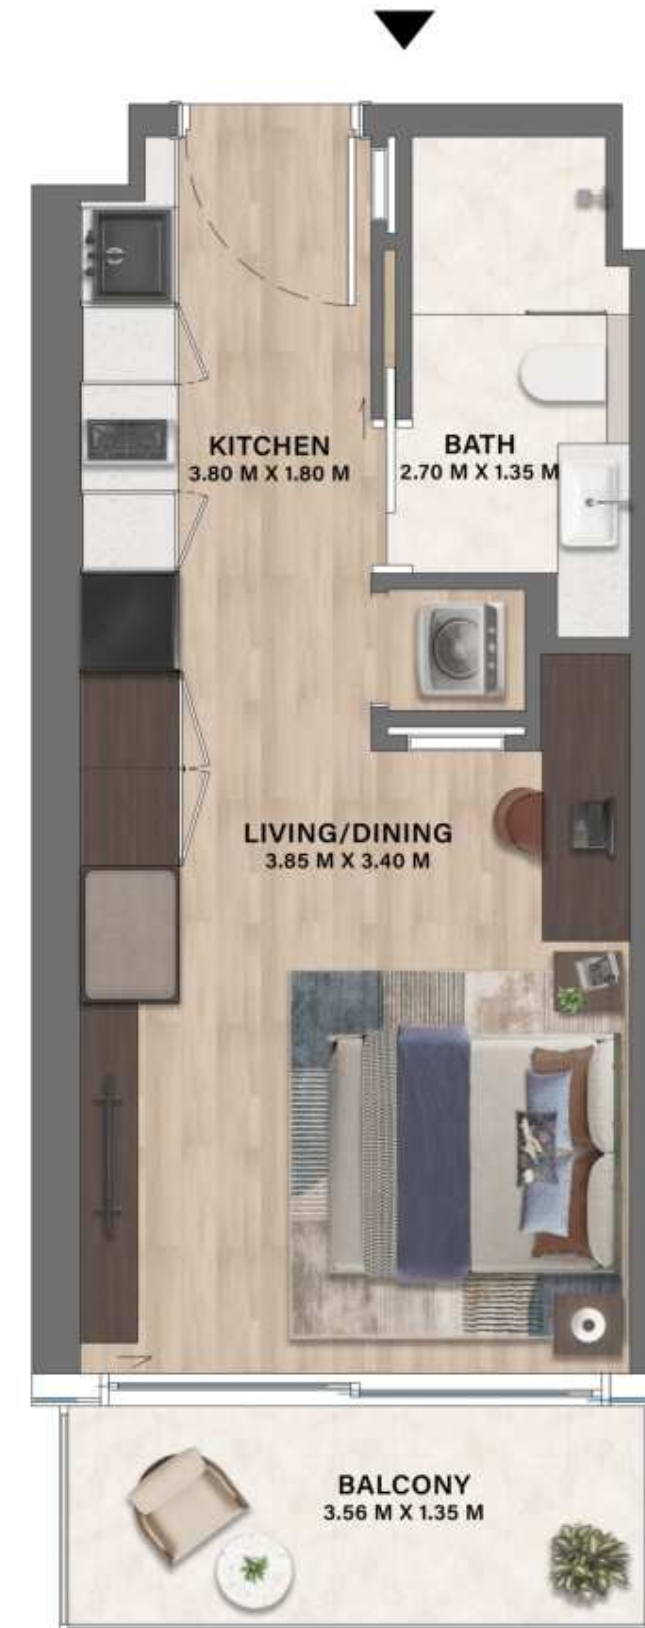 KITCHEN
3.80 M X 1.80 M
BATH
2.70 M X 1.35 M
LIVING/DINING
3.85 M X 3.40 M
BALCONY
3.56 M X 1.35 M